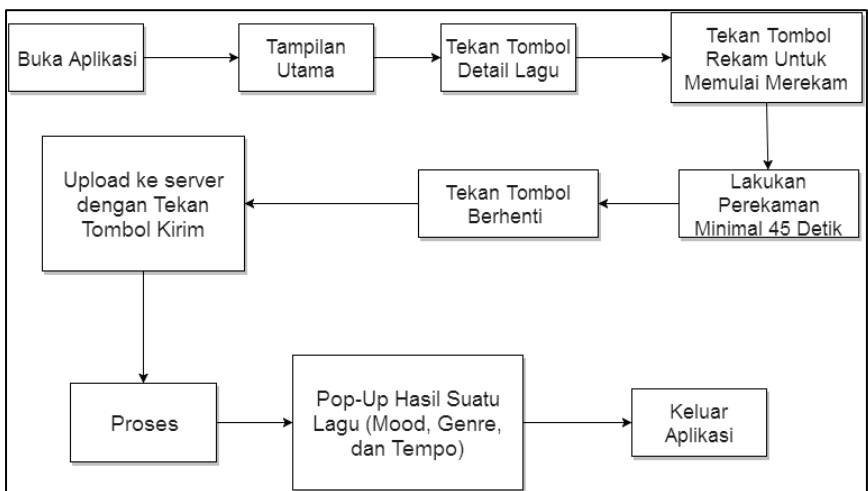 Buka Aplikasi
Tampilan
Utama
Tekan Tombol
Detail Lagu
Tekan Tombol
Rekam Untuk
Memulai Merekam
Lakukan
Perekaman
Minimal 45 Detik
Tekan Tombol
Berhenti
Upload ke server
dengan Tekan
Tombol Kirim
Proses
Pop-Up Hasil Suatu
Lagu (Mood, Genre,
dan Tempo)
Keluar
Aplikasi